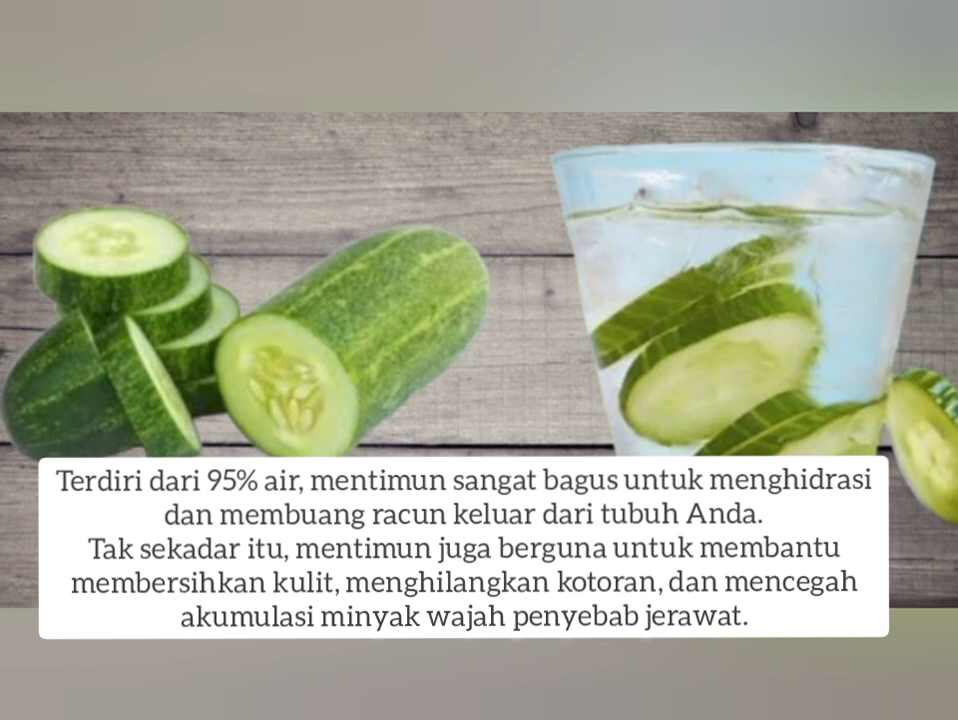 Terdiri dari 95% air, mentimun sangat bagus untuk menghidrasi
dan membuang racun keluar dari tubuh Anda.
Tak sekadar itu, mentimun juga berguna untuk membantu
membersihkan kulit, menghilangkan kotoran, dan mencegah
akumulasi minyak wajah penyebab jerawat.